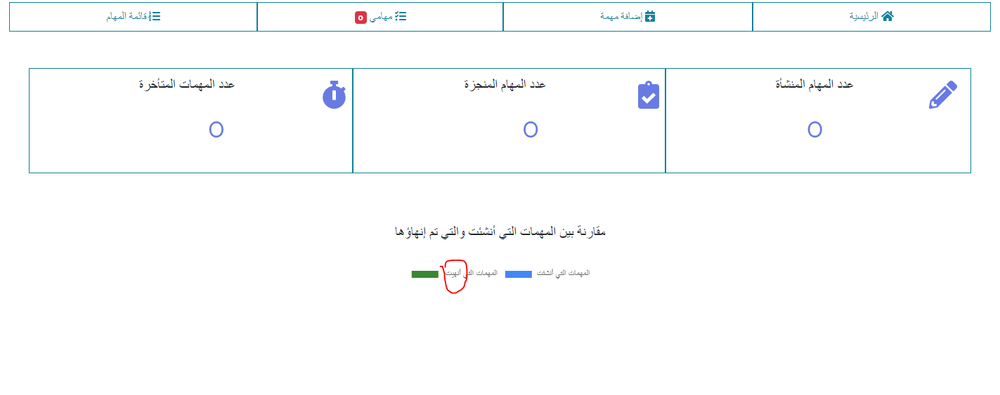 الرئيسية
إضافة مهمة
مهامي 0
قائمة المهام
عدد المهام المنشأة
0
عدد المهام المنجزة
0
عدد المهمات المتأخرة
0
مقارنة بين المهمات التي أنشئت والتي تم إنهاؤها
المهمات التي أنشئت
المهمات التي أنهيت